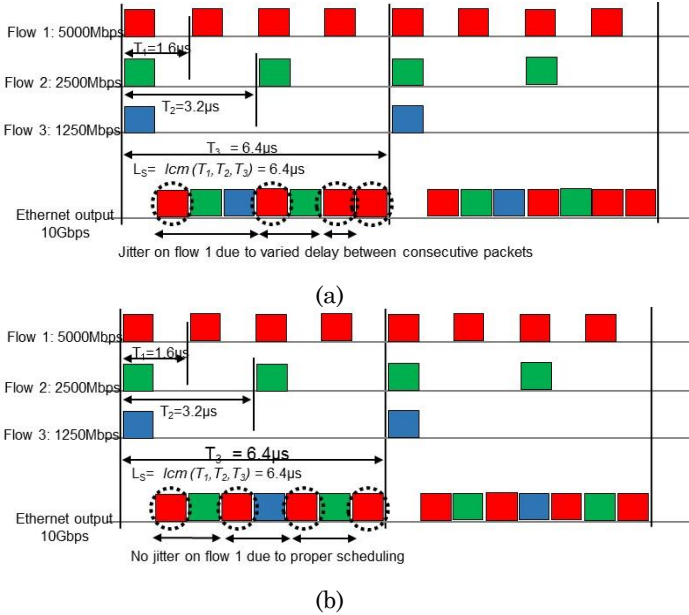 Flow 1: 5000Mbps
T1=1.6μs
Flow 2: 2500Mbps
T2=3.2μs
Flow 3: 1250Mbps
T3 = 6.4μs
LS= lcm (T1,T2,T3) = 6.4μs
Ethernet output
10Gbps
Jitter on flow 1 due to varied delay between consecutive packets
(a)
Flow 1: 5000Mbps
T1=1.6μs
Flow 2: 2500Mbps
T2=3.2μs
Flow 3: 1250Mbps
T3 = 6.4μs
LS= lcm (T1,T2,T3) = 6.4μs
Ethernet output
10Gbps
No jitter on flow 1 due to proper scheduling
(b)